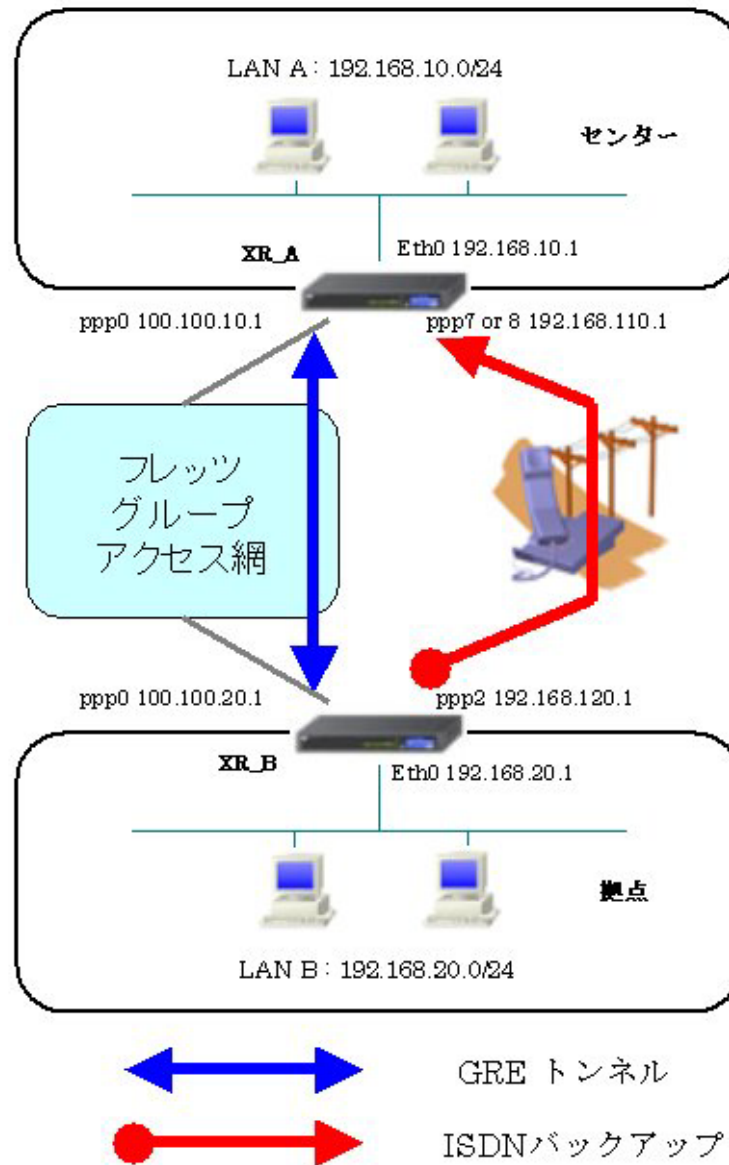 LAN A : 192.168.10.0/24
センター
XR_A
Eth0 192.168.10.1
ppp0 100.100.10.1
ppp7 or 8 192.168.110.1
フレッツ
グループ
アクセス網
ppp0 100.100.20.1
ppp2 192.168.120.1
XR_B
Eth0 192.168.20.1
拠点
LAN B : 192.168.20.0/24
GRE トンネル
ISDNバックアップ